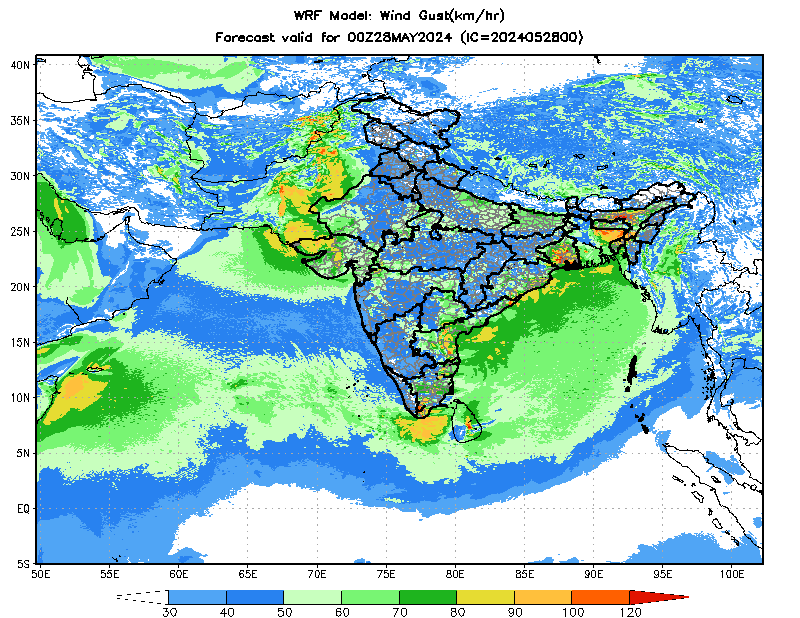 WRF Model: Wind Gust(km/hr)
Forecast valid for 00Z28MAY2024 (IC=2024052800)
40N
35N
30N
25N
20N
15N
10N
5N
EQ
5S
50E 55E 60E 65E 70E 75E 80E 85E 90E 95E 100E
30 40 50 60 70 80 90 100 120